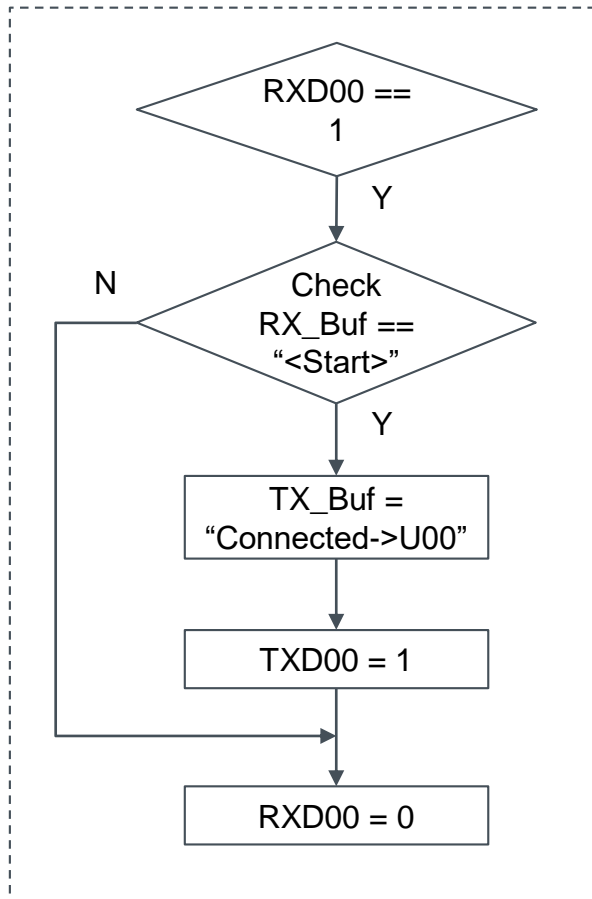 RXD00 ==
1
Y
N
Check
RX_Buf ==
“<Start>”
Y
TX_Buf =
“Connected->U00”
TXD00 = 1
RXD00 = 0